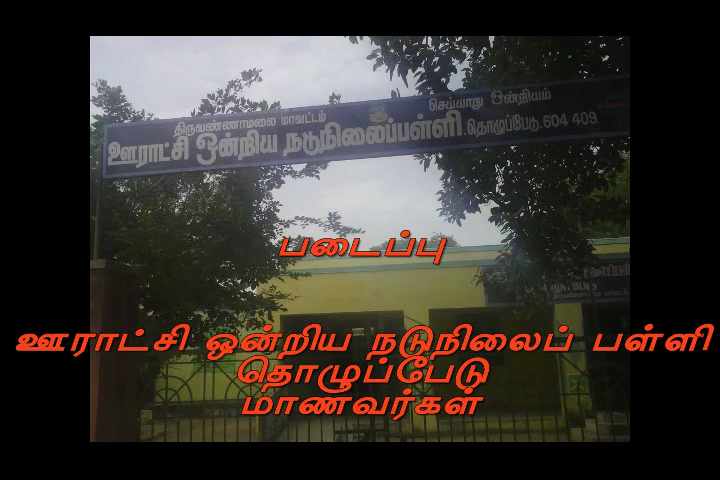 திருவண்ணாமலை மாவட்டம் செய்யாறு ஒன்றியம்
ஊராட்சி ஒன்றிய நடுநிலைப்பள்ளி, தொழுப்பேடு. 604 409.
படைப்பு
ஊராட்சி ஒன்றிய நடுநிலைப் பள்ளி
தொழுப்பேடு
மாணவர்கள்